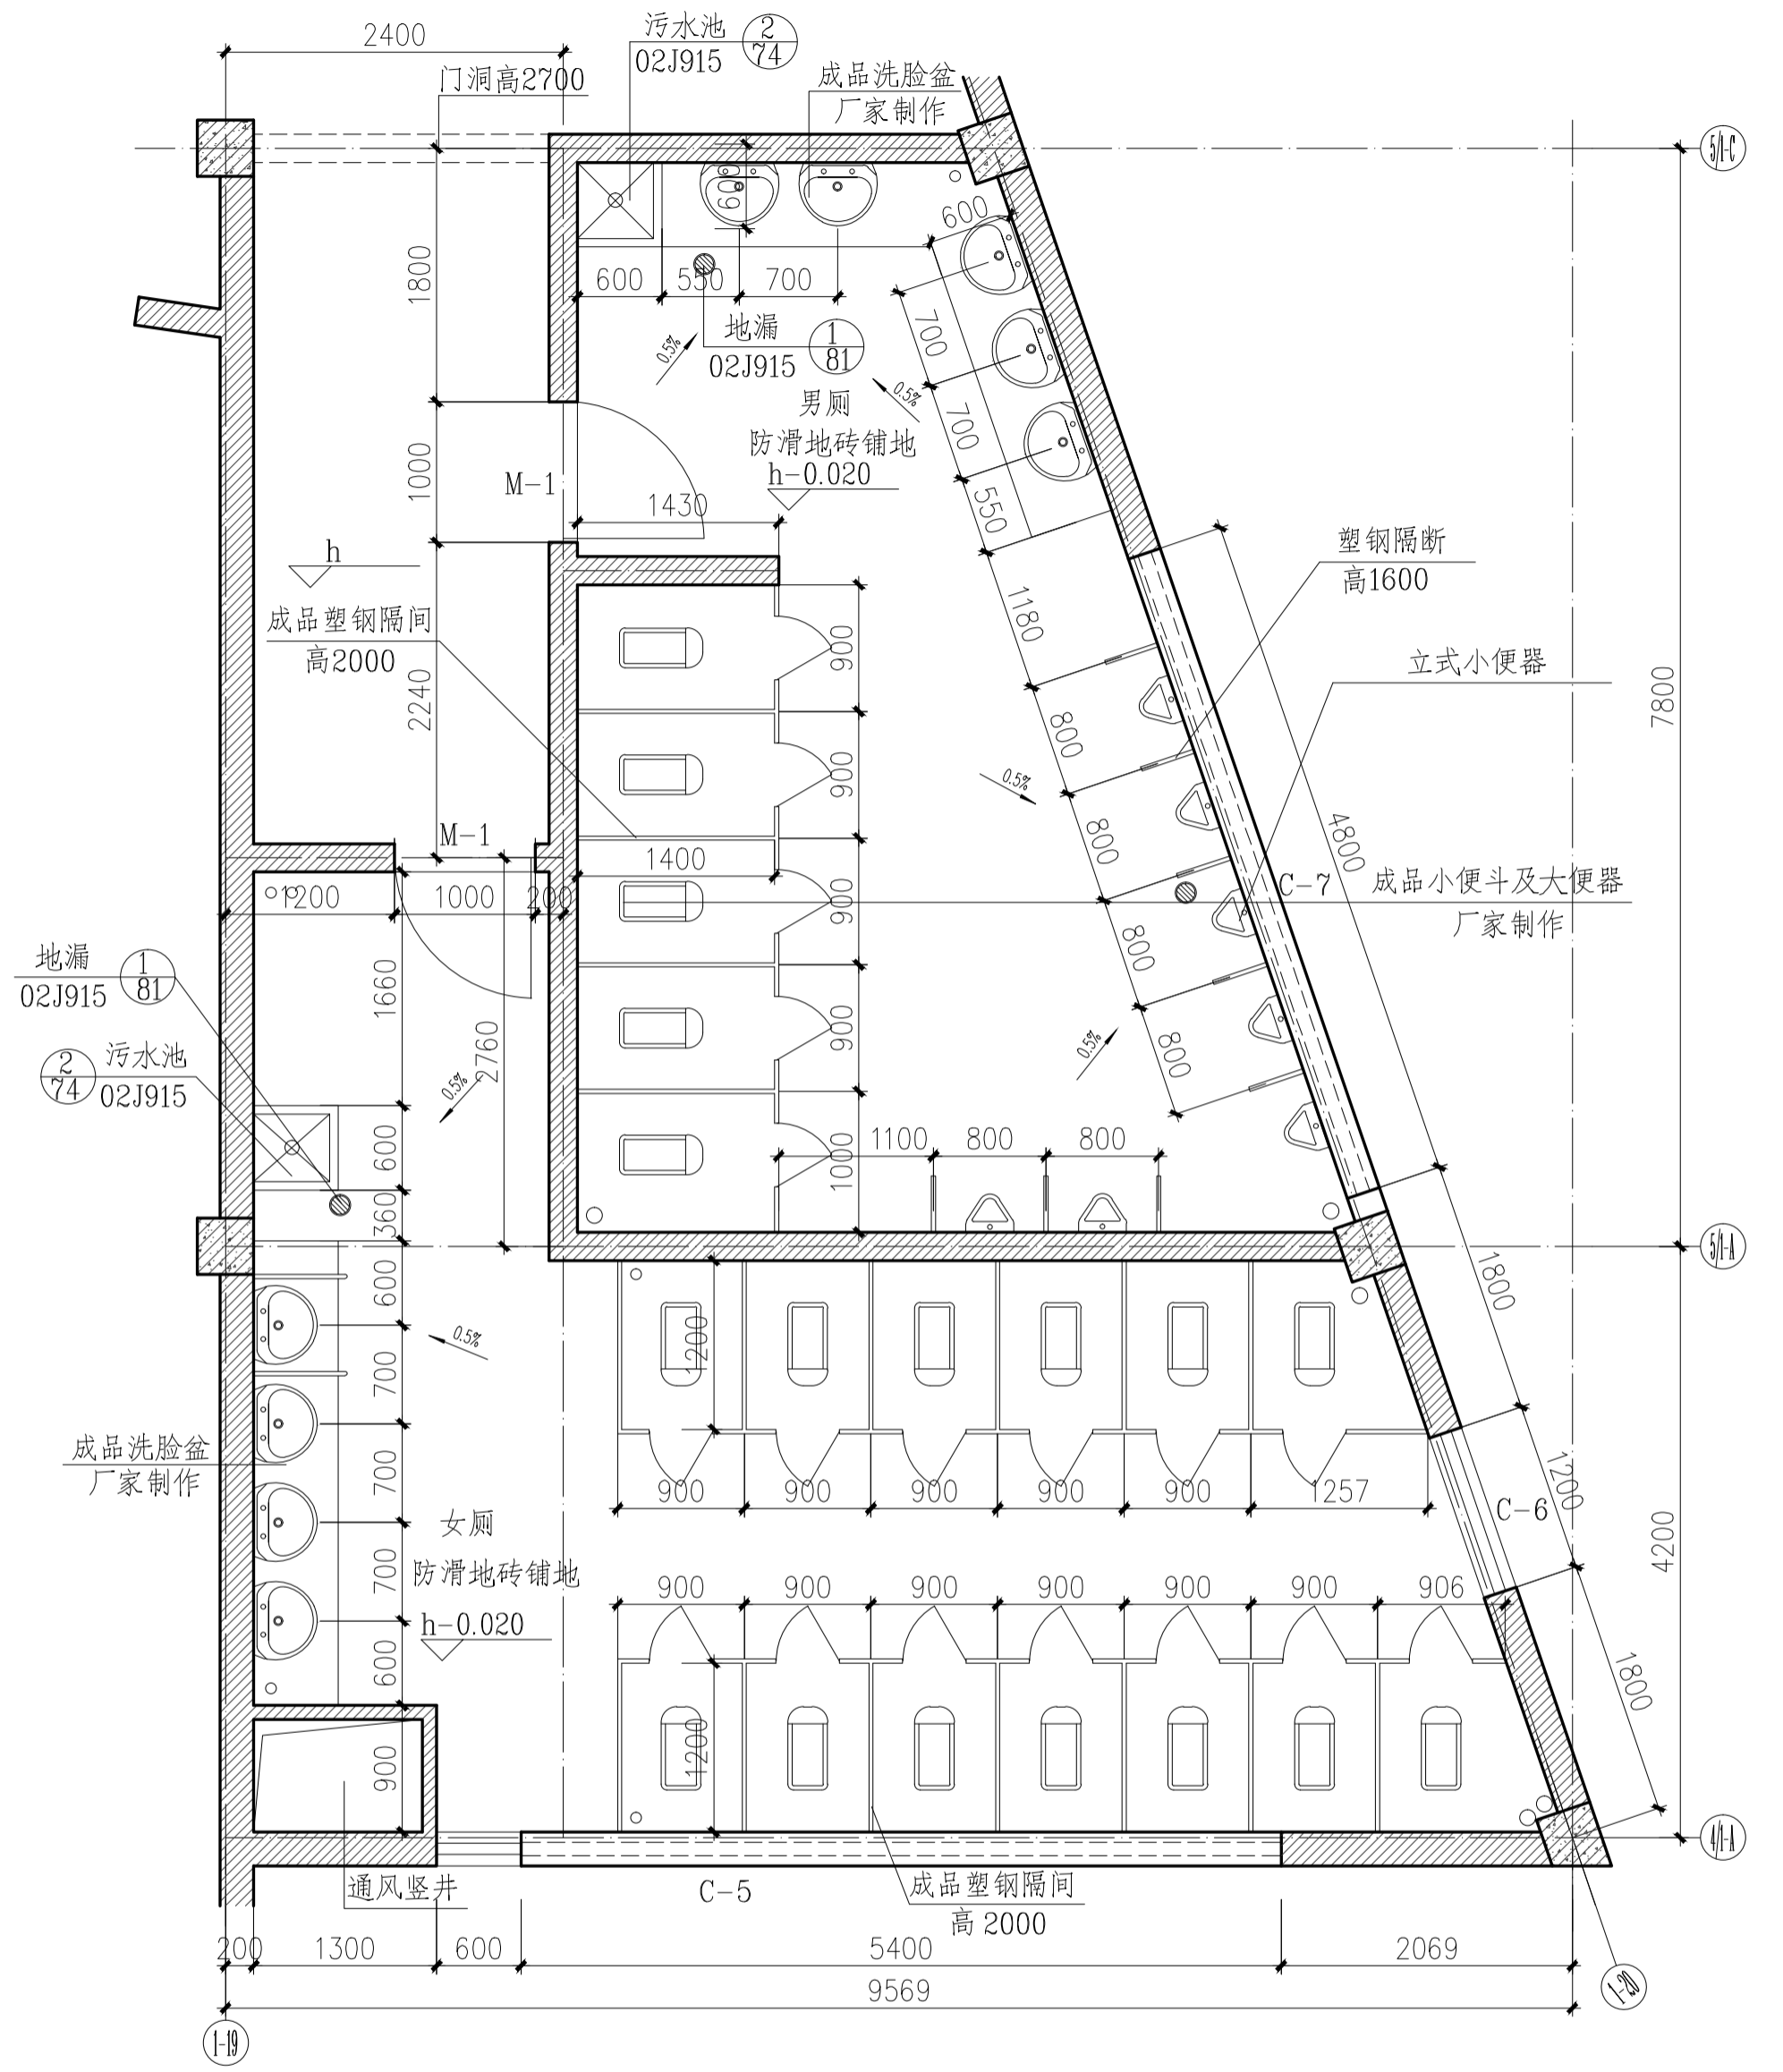 2400
污水池
02J915
2
74
门洞高2700
成品洗脸盆
厂家制作
5/1-C
600
600
1800
600
550
700
地漏
02J915
1
81
0.5%
0.5%
700
700
550
男厕
防滑地砖铺地
h-0.020
1000
M-1
1430
塑钢隔断
高1600
h
成品塑钢隔间
高2000
2240
900
1180
立式小便器
7800
900
800
0.5%
4800
M-1
1400
800
C-7
成品小便斗及大便器
厂家制作
1200
1000
200
900
地漏
02J915
1
81
1660
800
2
74
污水池
02J915
2760
0.5%
900
0.5%
800
600
1100
800
800
1000
360
5/1-A
600
1200
1800
0.5%
700
成品洗脸盆
厂家制作
700
900
900
900
900
900
1257
1200
C-6
4200
女厕
防滑地砖铺地
h-0.020
700
900
900
900
900
900
900
906
600
1800
900
1200
4/1-A
通风竖井
C-5
成品塑钢隔间
高2000
200
1300
600
5400
2069
9569
1-19
1-20